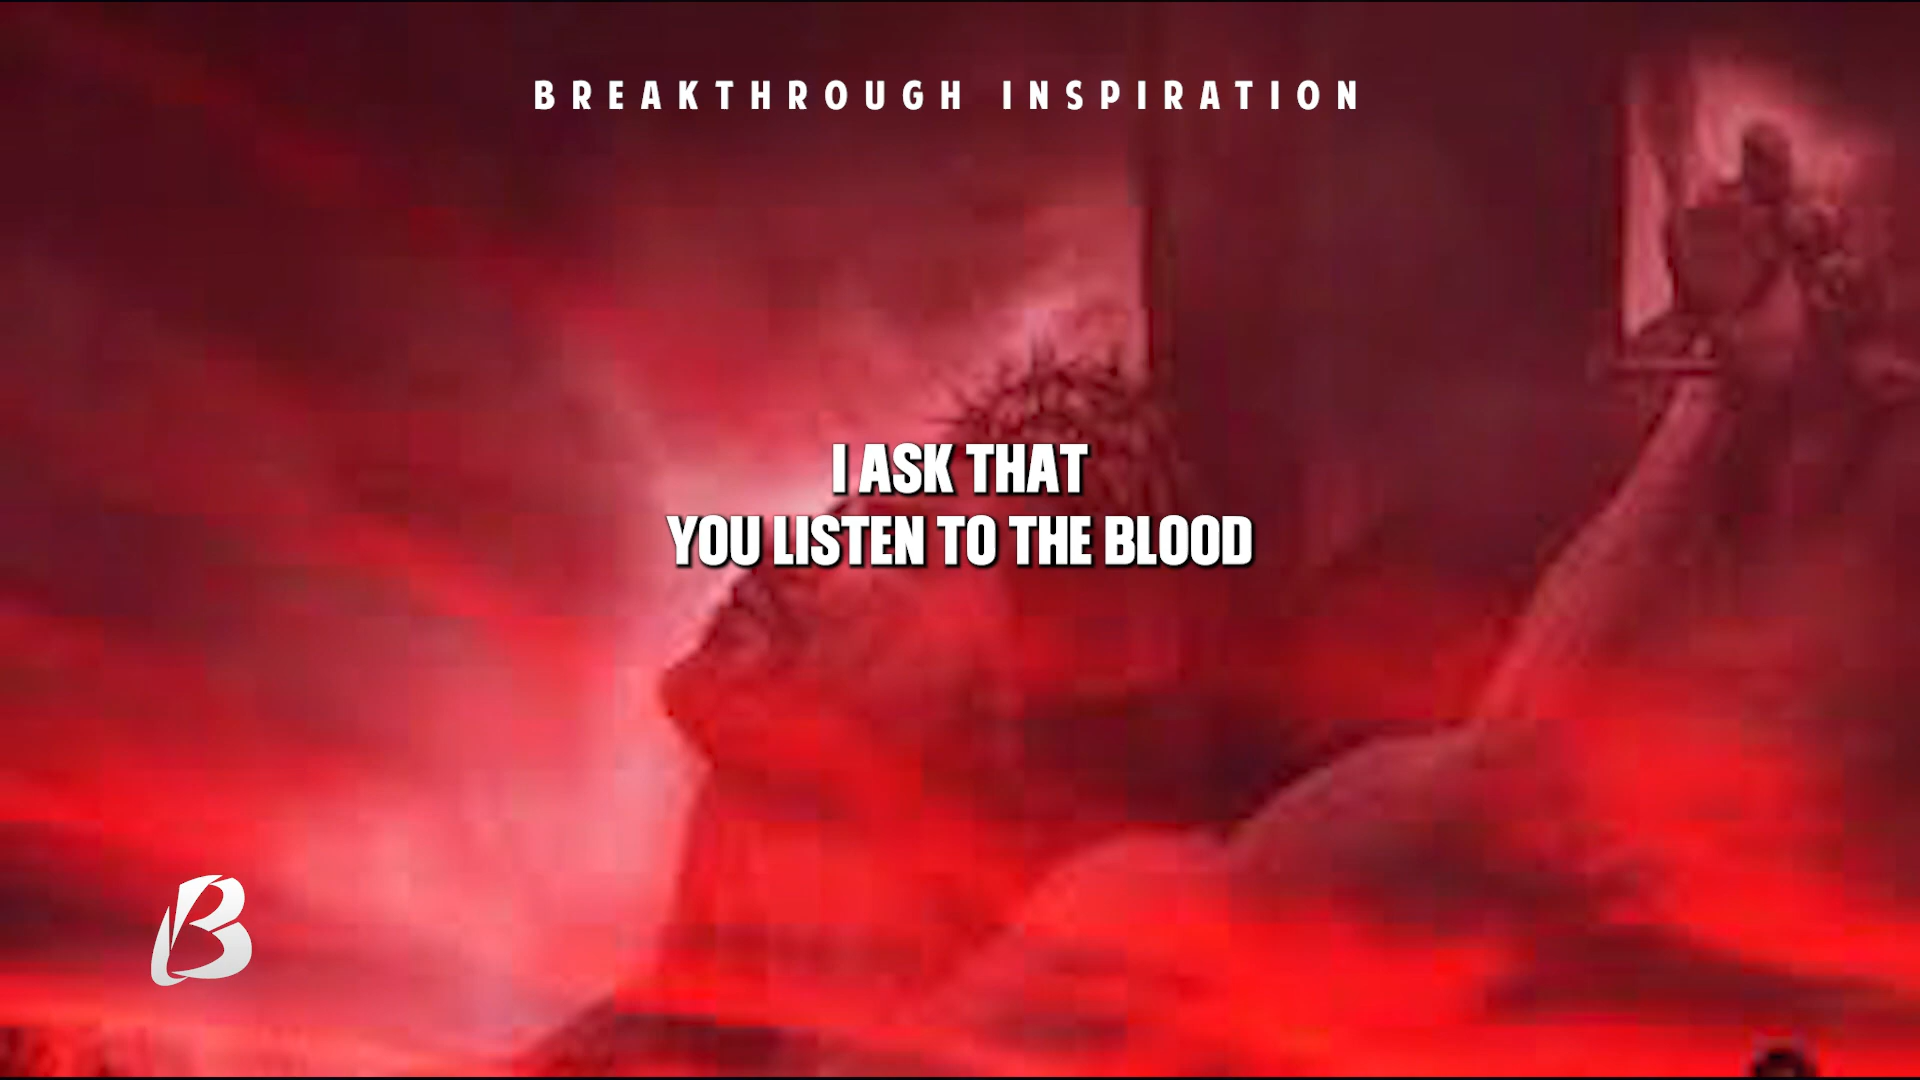 BREAKTHROUGH INSPIRATION
I ASK THAT
YOU LISTEN TO THE BLOOD
B